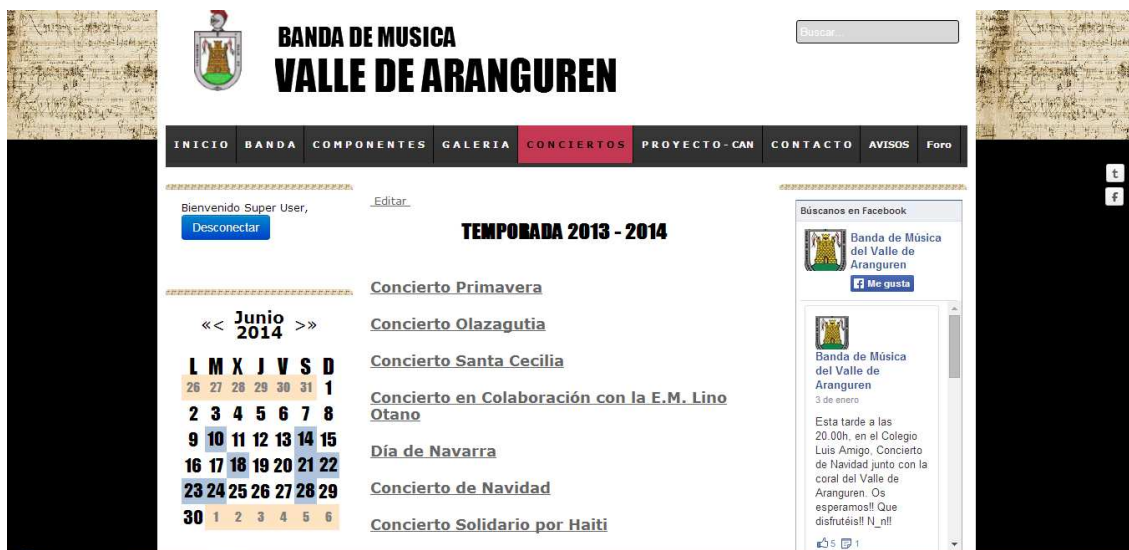 BANDA DE MUSICA
VALLE DE ARANGUREN
Buscar...
INICIO BANDA COMPONENTES GALERIA CONCIERTOS PROYECTO-CAN CONTACTO AVISOS Foro
t
f
Bienvenido Super User,
Desconectar
«< Junio >»
2014
L M X J V S D
26 27 28 29 30 31 1
2 3 4 5 6 7 8
9 10 11 12 13 14 15
16 17 18 19 20 21 22
23 24 25 26 27 28 29
30 1 2 3 4 5 6
Editar
TEMPORADA 2013 - 2014
Concierto Primavera
Concierto Olazagutia
Concierto Santa Cecilia
Concierto en Colaboración con la E.M. Lino
Otano
Día de Navarra
Concierto de Navidad
Concierto Solidario por Haiti
Búscanos en Facebook
Banda de Música
del Valle de
Aranguren
Me gusta
Banda de Música
del Valle de
Aranguren
3 de enero
Esta tarde a las
20.00h, en el Colegio
Luis Amigo, Concierto
de Navidad junto con la
coral del Valle de
Aranguren. Os
esperamos!! Que
disfrutéis!! N_n!!
5 1